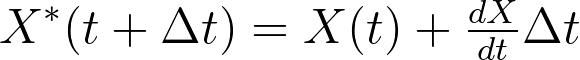 X*(t + Δt) = X(t) + dX/dt Δt